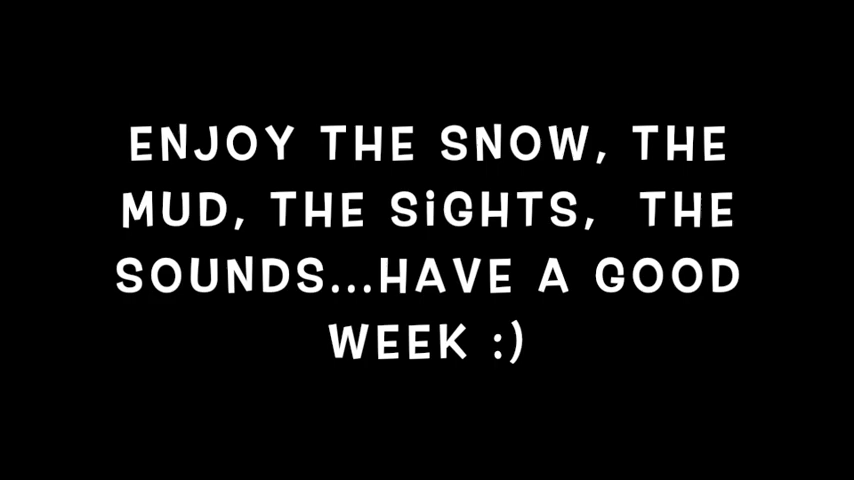 ENJOY THE SNOW, THE
MUD, THE SiGHTS,  THE
SOUNDS...HAVE A GOOD
WEEK :)